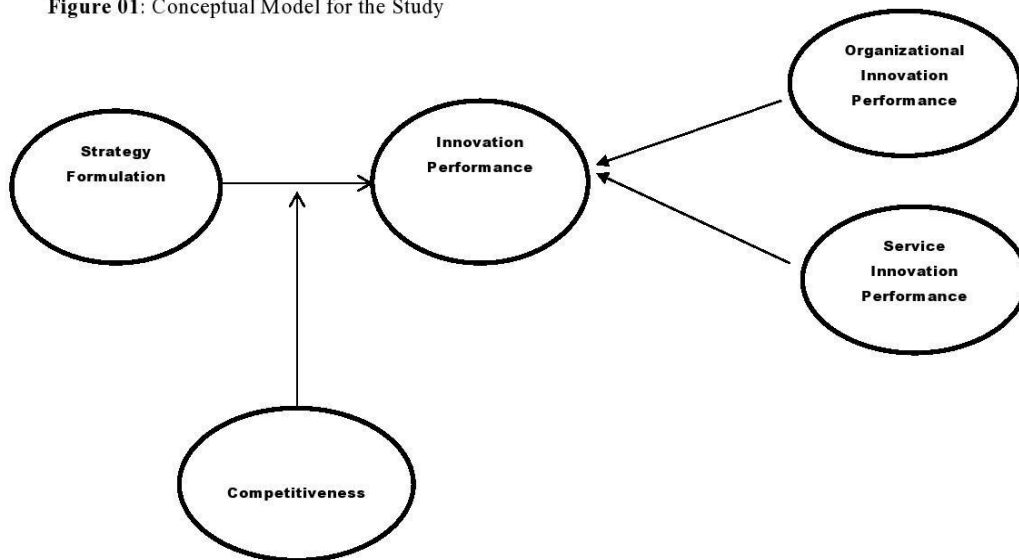 Figure 01: Conceptual Model for the Study
Strategy
Formulation
Innovation
Performance
Organizational
Innovation
Performance
Service
Innovation
Performance
Competitiveness